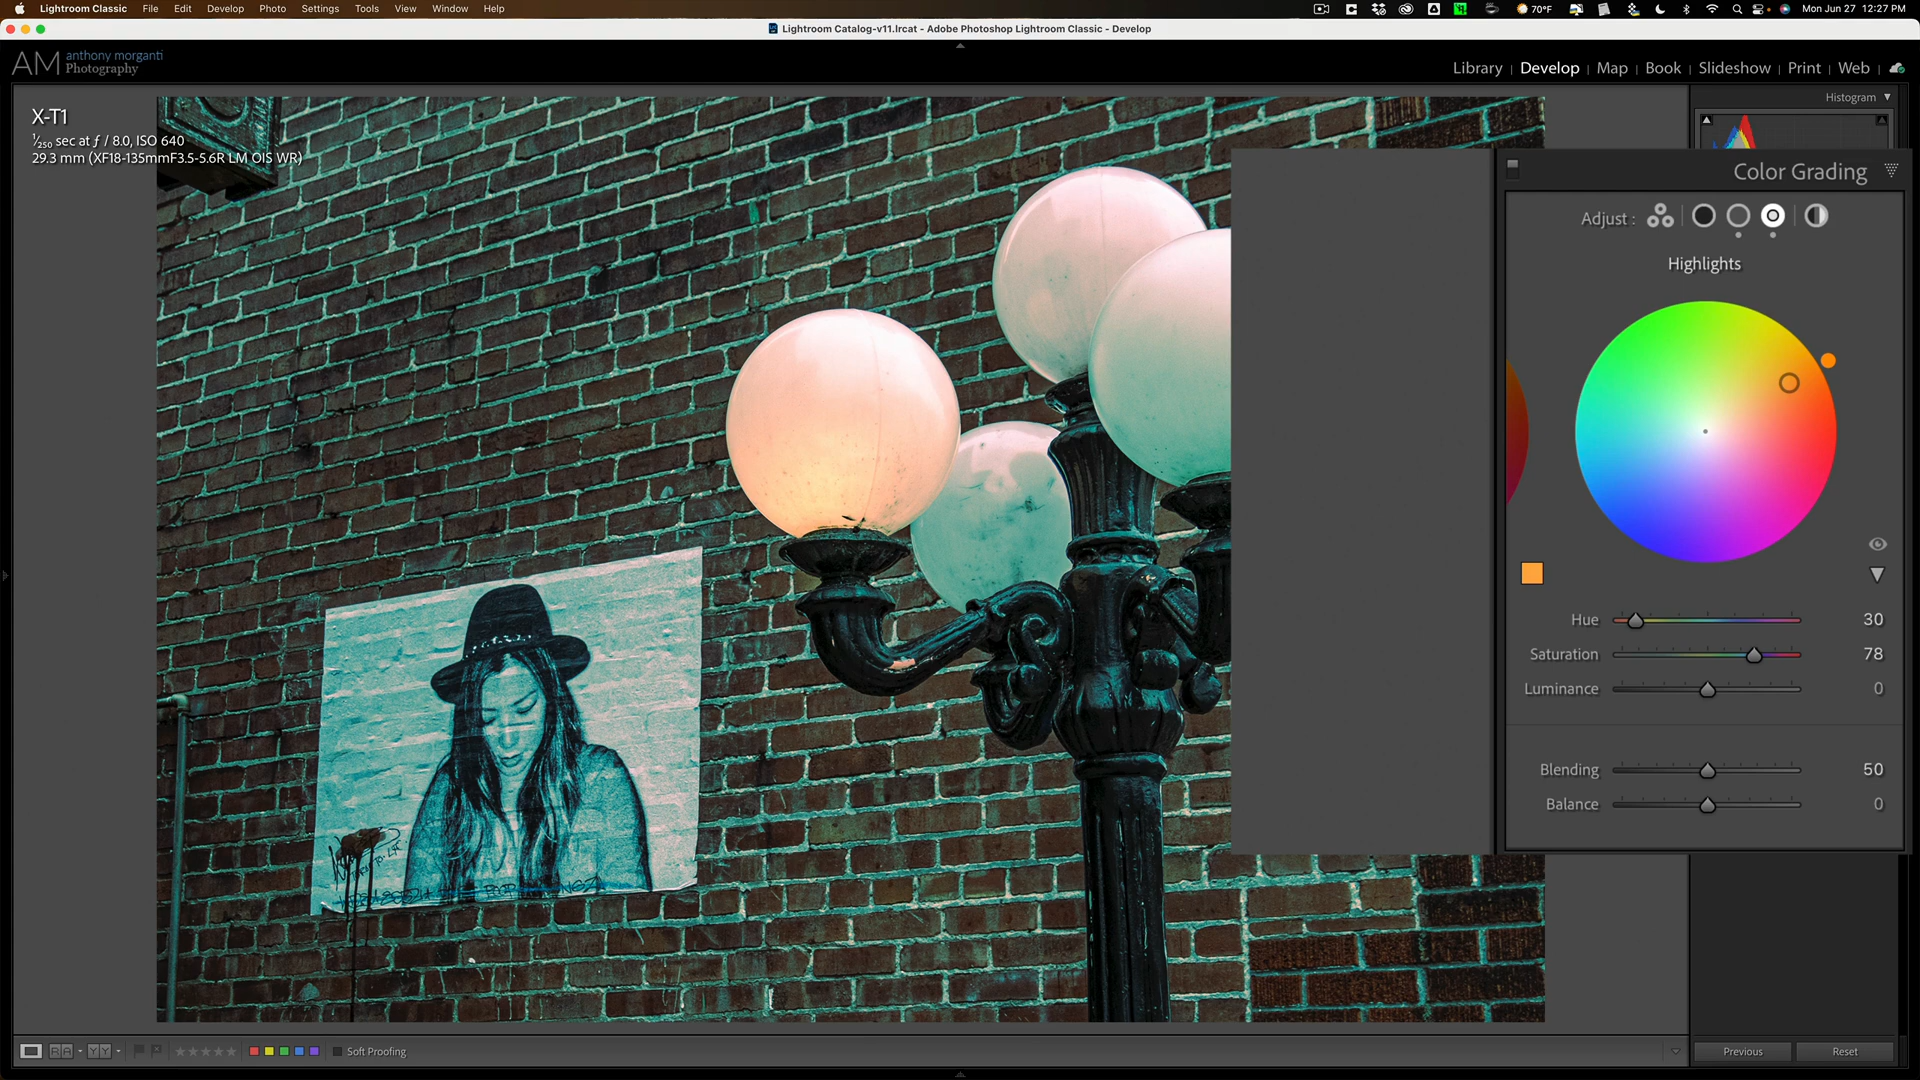 Lightroom Classic File Edit Develop Photo Settings Tools View Window Help 70°F Mon Jun 27 12:27 PM
Lightroom Catalog-v11.lrcat - Adobe Photoshop Lightroom Classic - Develop
AM anthony morganti
Photography
Library | Develop | Map | Book | Slideshow | Print | Web |
Histogram
X-T1
1/250 sec at ƒ / 8.0, ISO 640
29.3 mm (XF18-135mmF3.5-5.6R LM OIS WR)
Color Grading
Adjust :
Highlights
Hue 30
Saturation 78
Luminance 0
Blending 50
Balance 0
Soft Proofing
Previous Reset